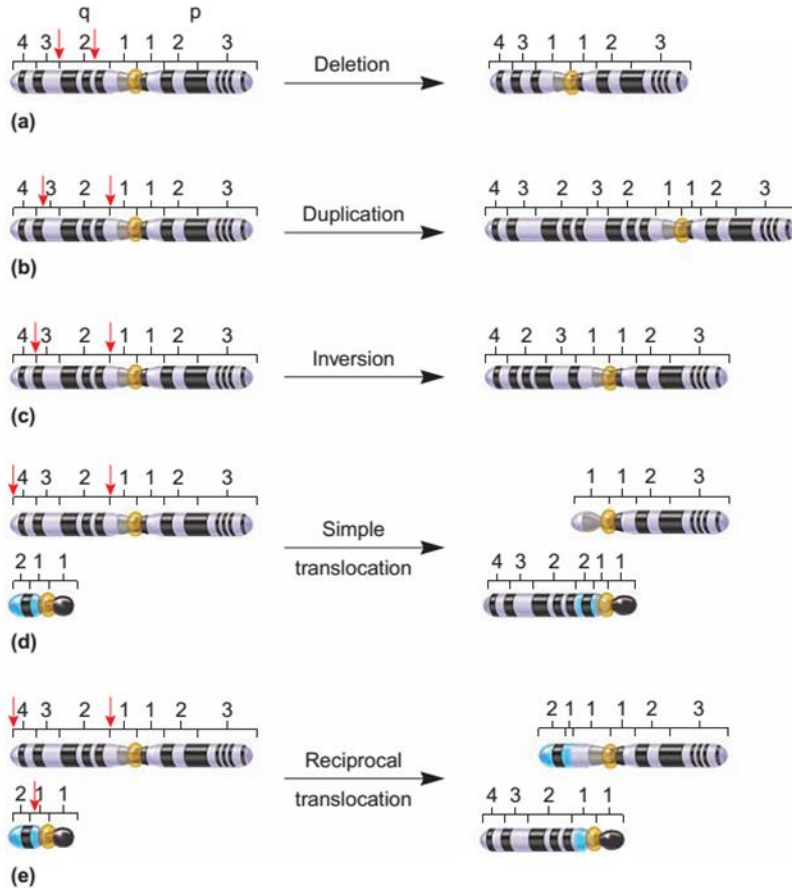 q p
4 3 2 1 1 2 3
Deletion
4 3 1 1 2 3
(a)
4 3 2 1 1 2 3
Duplication
4 3 2 3 2 1 1 2 3
(b)
4 3 2 1 1 2 3
Inversion
4 2 3 1 1 2 3
(c)
4 3 2 1 1 2 3
Simple
translocation
1 1 2 3
2 1 1
4 3 2 2 1 1
(d)
4 3 2 1 1 2 3
Reciprocal
translocation
2 1 1 1 2 3
2 1 1
4 3 2 1 1
(e)